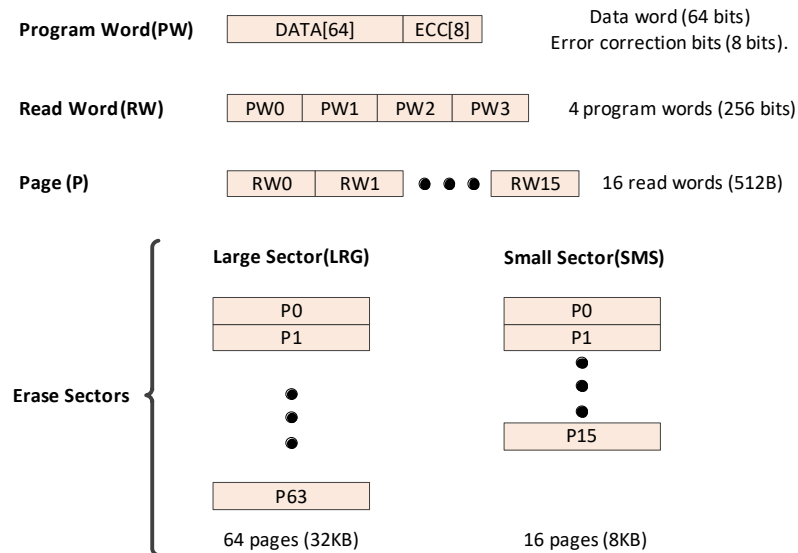 Program Word(PW)
DATA[64] ECC[8]
Data word (64 bits)
Error correction bits (8 bits).
Read Word(RW)
PW0 PW1 PW2 PW3
4 program words (256 bits)
Page (P)
RW0 RW1 RW15
16 read words (512B)
Erase Sectors
Large Sector(LRG)
P0
P1
P63
64 pages (32KB)
Small Sector(SMS)
P0
P1
P15
16 pages (8KB)